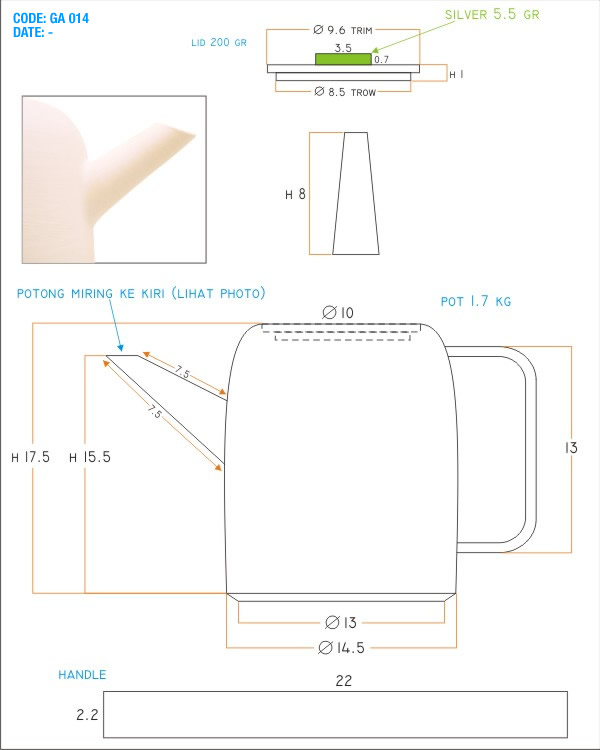 CODE: GA 014
DATE: -
SILVER 5.5 GR
LID 200 GR
Ø 9.6 TRIM
3.5
0.7
H 1
Ø 8.5 TROW
H 8
POTONG MIRING KE KIRI (LIHAT PHOTO)
POT 1.7 KG
Ø 10
7.5
7.5
H 17.5
H 15.5
13
Ø 13
Ø 14.5
HANDLE
22
2.2